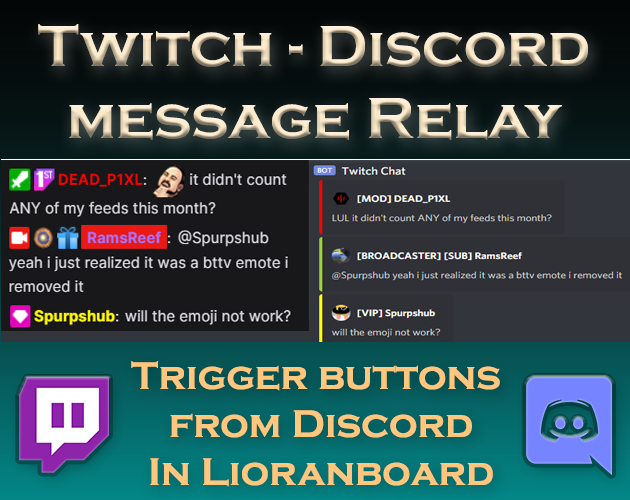 Twitch - Discord
message Relay
DEAD_P1XL: it didn't count
ANY of my feeds this month?
RamsReef: @Spurpshub
yeah i just realized it was a bttv emote i
removed it
Spurpshub: will the emoji not work?
BOT Twitch Chat
[MOD] DEAD_P1XL
LUL it didn't count ANY of my feeds this month?
[BROADCASTER] [SUB] RamsReef
@Spurpshub yeah i just realized it was a bttv emote i removed it
[VIP] Spurpshub
will the emoji not work?
Trigger buttons
from Discord
In Lioranboard